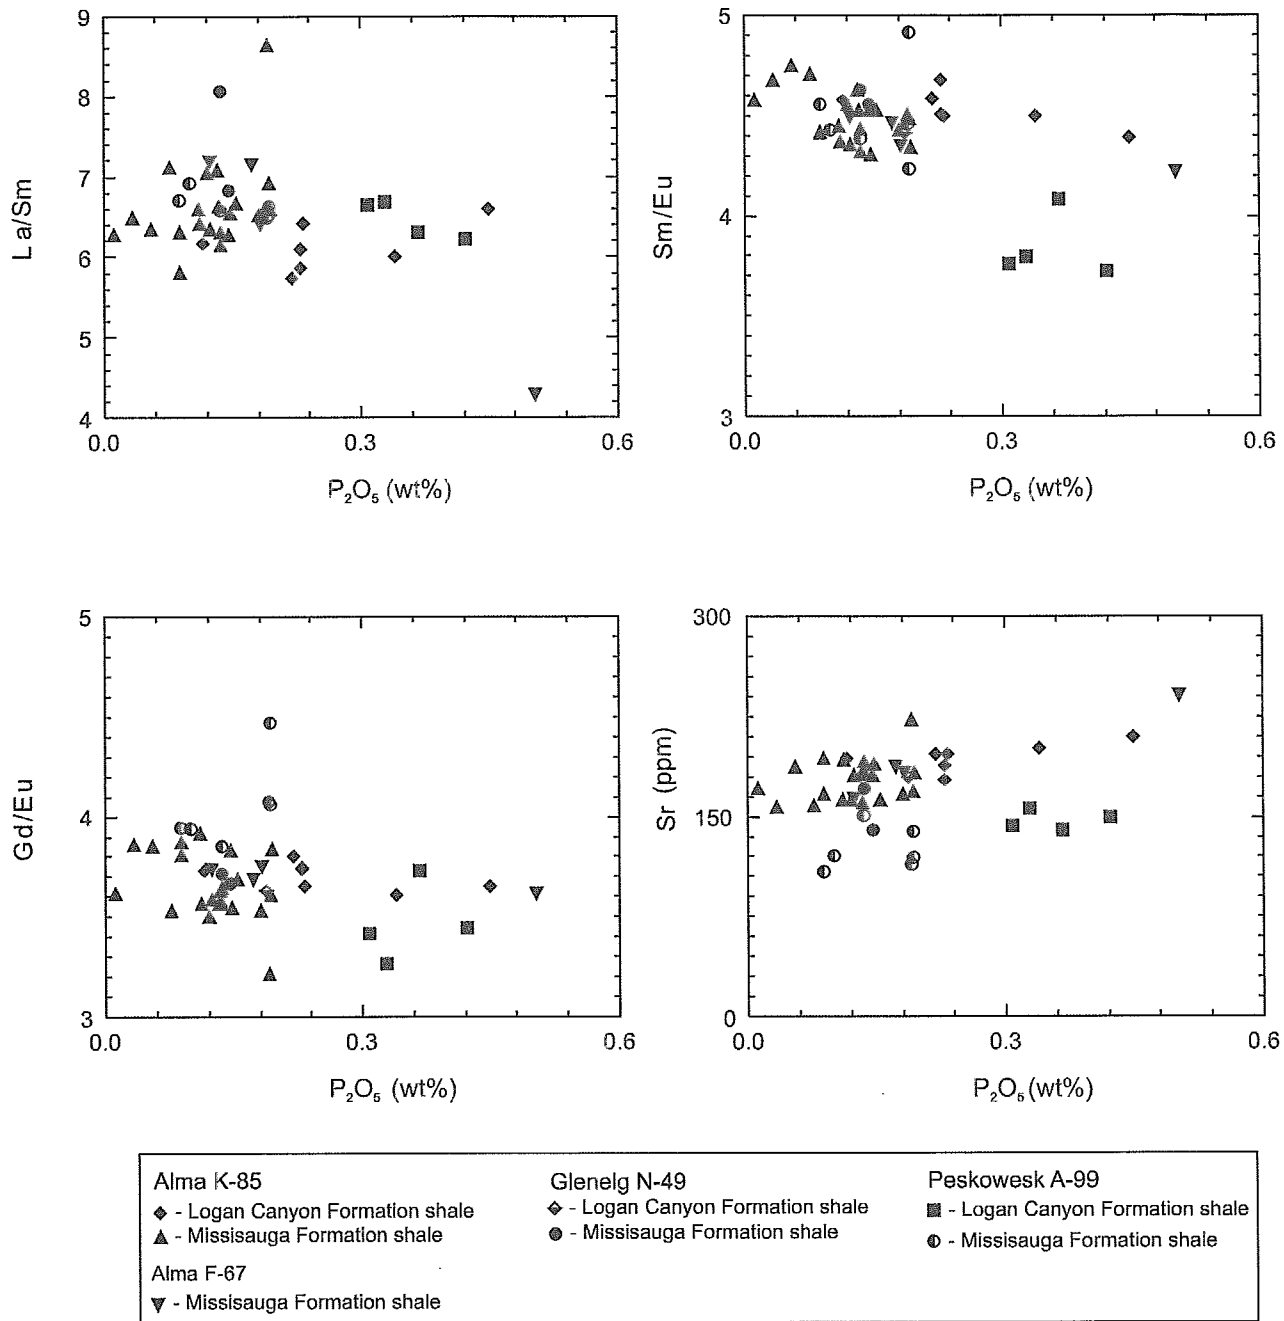 9
8
7
6
5
4
La/Sm
0.0 0.3 0.6
P₂O₅ (wt%)
5
4
3
Sm/Eu
0.0 0.3 0.6
P₂O₅ (wt%)
5
4
3
Gd/Eu
0.0 0.3 0.6
P₂O₅ (wt%)
300
150
0
Sr (ppm)
0.0 0.3 0.6
P₂O₅ (wt%)
Alma K-85
- Logan Canyon Formation shale
- Missisauga Formation shale
Alma F-67
- Missisauga Formation shale
Glenelg N-49
- Logan Canyon Formation shale
- Missisauga Formation shale
Peskowesk A-99
- Logan Canyon Formation shale
- Missisauga Formation shale